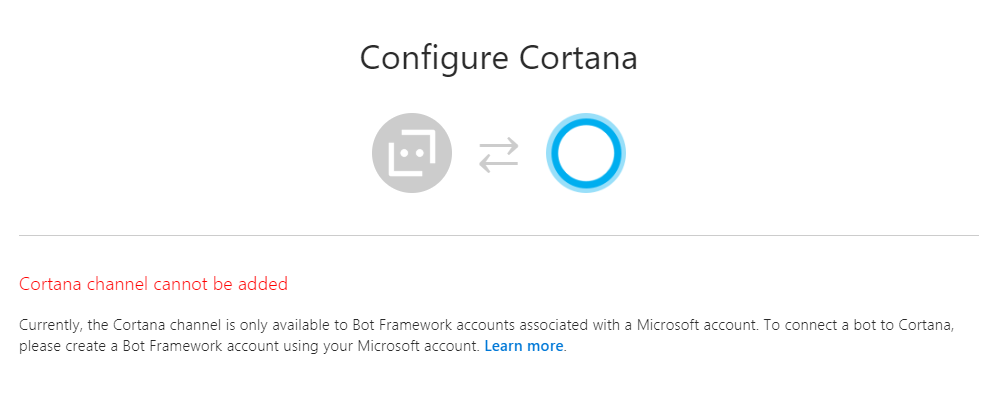 Configure Cortana
Cortana channel cannot be added
Currently, the Cortana channel is only available to Bot Framework accounts associated with a Microsoft account. To connect a bot to Cortana,
please create a Bot Framework account using your Microsoft account. Learn more.